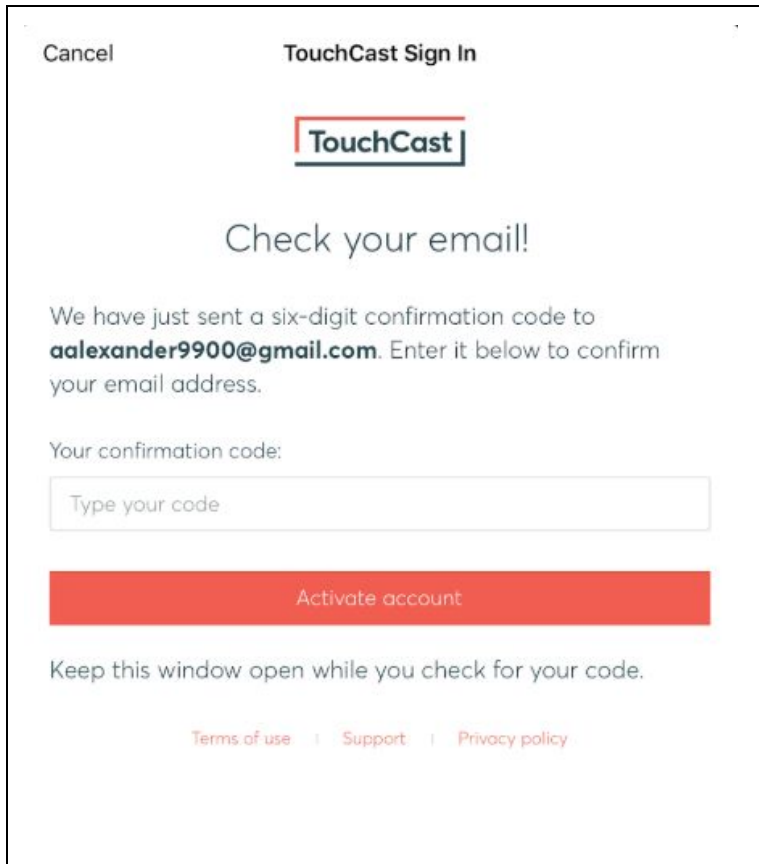 Cancel TouchCast Sign In
TouchCast
Check your email!
We have just sent a six-digit confirmation code to
aalexander9900@gmail.com. Enter it below to confirm
your email address.
Your confirmation code:
Type your code
Activate account
Keep this window open while you check for your code.
Terms of use | Support | Privacy policy